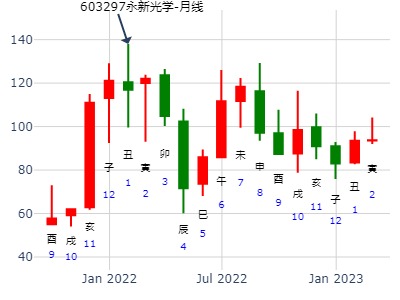 603297永新光学-月线
140
120
100
80
60
40
酉
9
戌
10
亥
11
子
12
丑
1
寅
2
卯
3
辰
4
巳
5
午
6
未
7
申
8
酉
9
戌
10
亥
11
子
12
丑
1
寅
2
Jan 2022
Jul 2022
Jan 2023